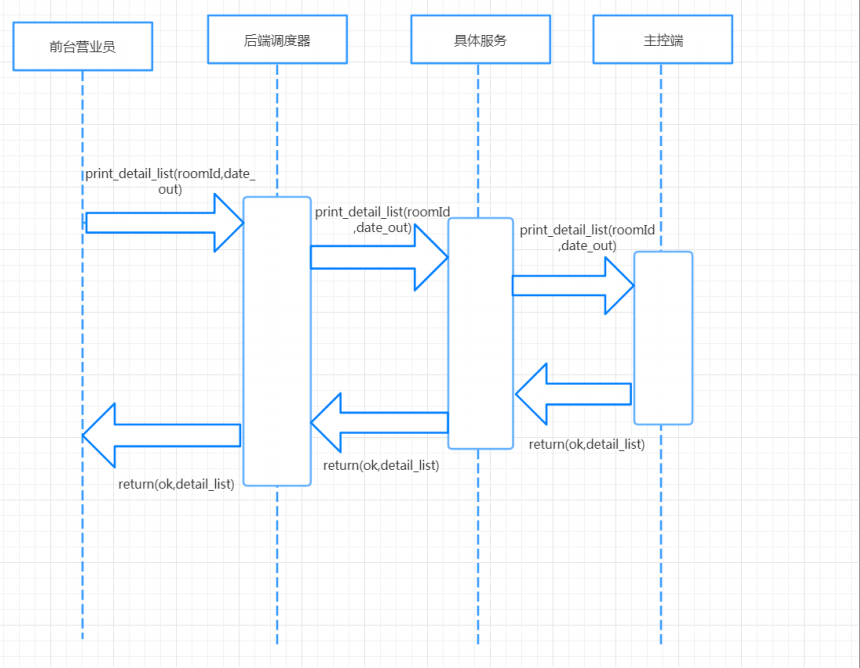 前台营业员
后端调度器
具体服务
主控端
print_detail_list(roomId,date_
out)
print_detail_list(roomId
,date_out)
print_detail_list(roomId
,date_out)
return(ok,detail_list)
return(ok,detail_list)
return(ok,detail_list)